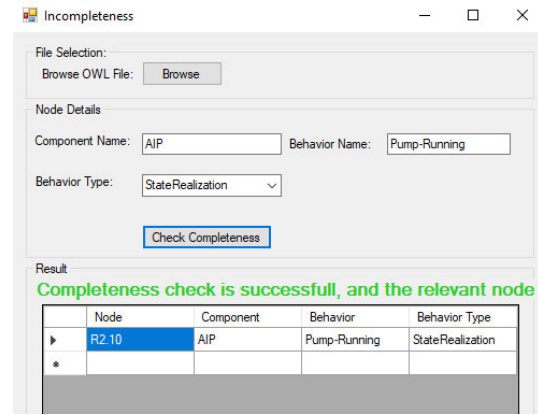 Incompleteness
File Selection:
Browse OWL File: Browse
Node Details
Component Name: AIP Behavior Name: Pump-Running
Behavior Type: StateRealization
Check Completeness
Result
Completeness check is successfull, and the relevant node
Node Component Behavior Behavior Type
R2.10 AIP Pump-Running StateRealization